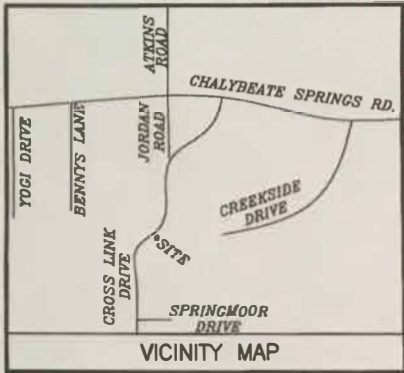 ATKINS
ROAD
CHALYBEATE SPRINGS RD.
YOGI DRIVE
BENNYS LANE
JORDAN
ROAD
CREEKSIDE
DRIVE
SITE
CROSS LINK
DRIVE
SPRINGMOOR
DRIVE
VICINITY MAP